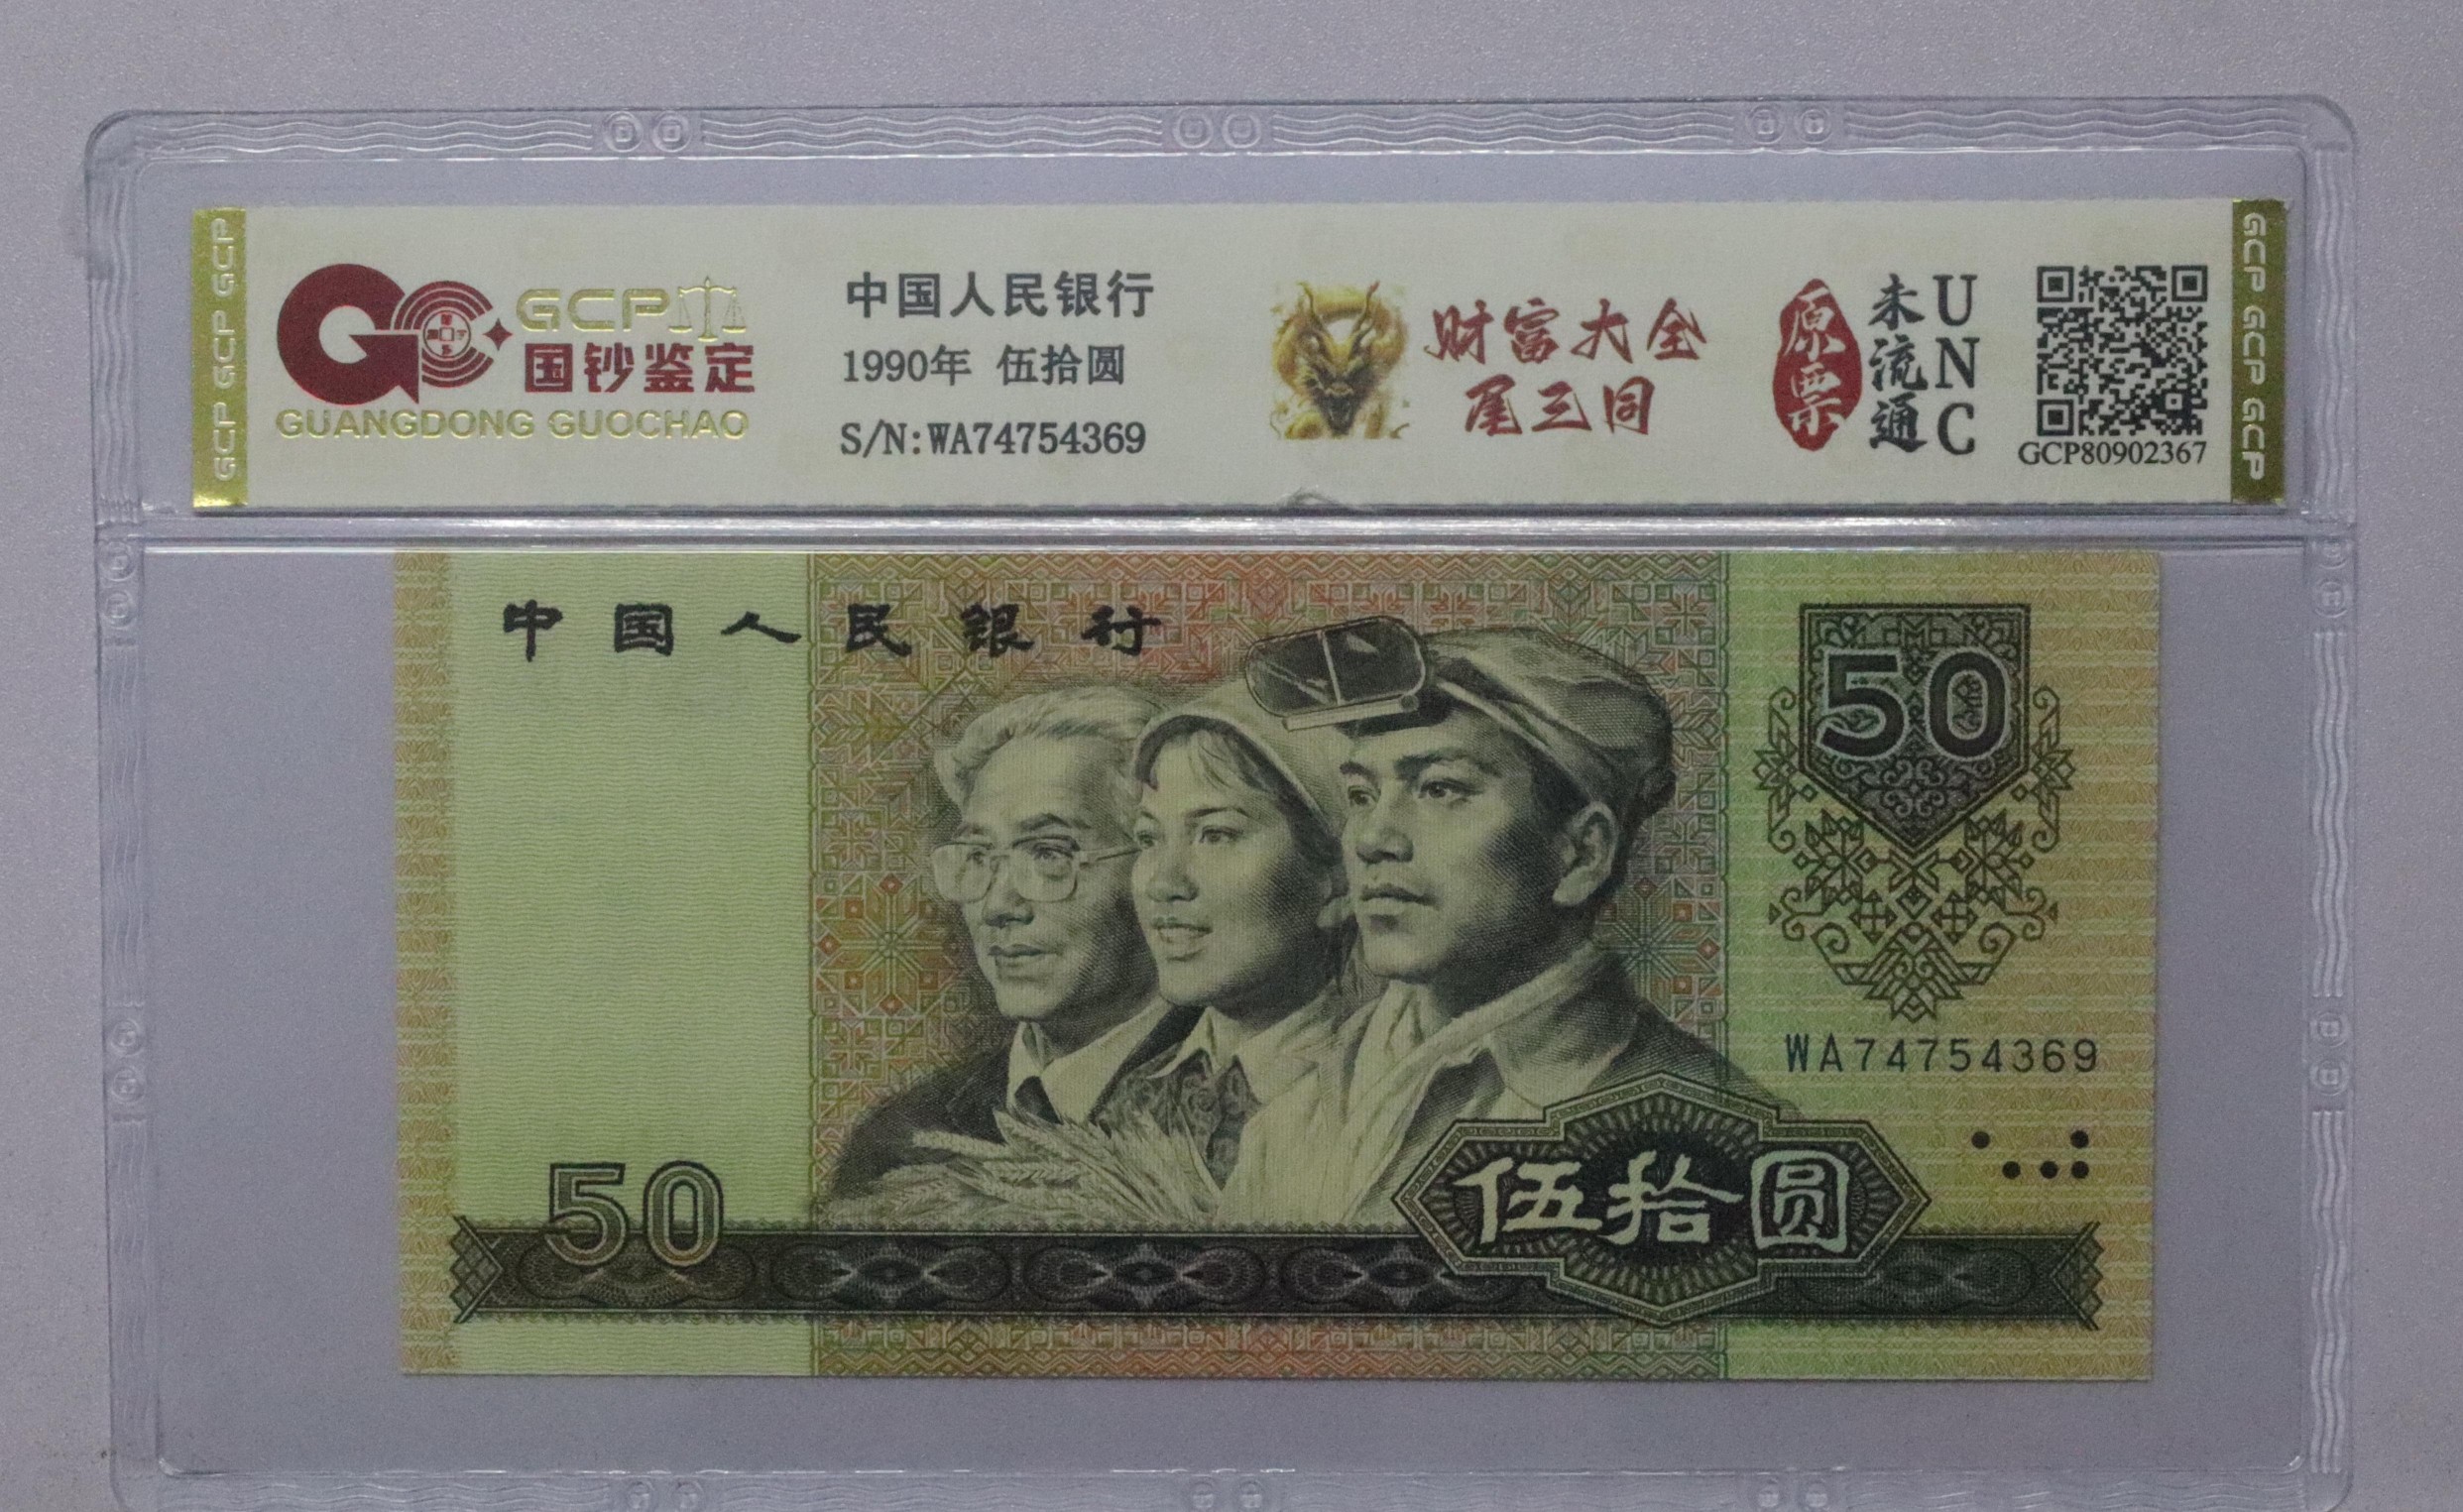 GCP GCP GCP
GCP
国钞鉴定
GUANGDONG GUOCHAO
中国人民银行
1990年 伍拾圆
S/N:WA74754369
财富大全
尾三同
原票
未流通
UNC
GCP80902367
GCP GCP GCP
中国人民银行
50
WA74754369
50
伍拾圆